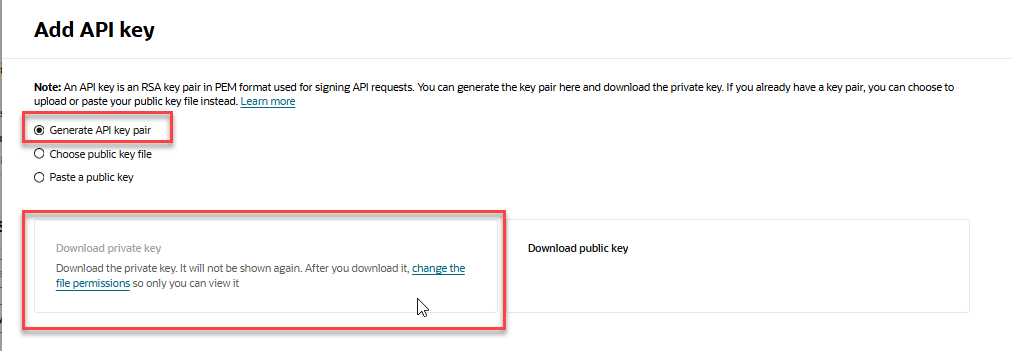 Add API key
Note: An API key is an RSA key pair in PEM format used for signing API requests. You can generate the key pair here and download the private key. If you already have a key pair, you can choose to
upload or paste your public key file instead. Learn more
Generate API key pair
Choose public key file
Paste a public key
Download private key
Download the private key. It will not be shown again. After you download it, change the
file permissions so only you can view it
Download public key